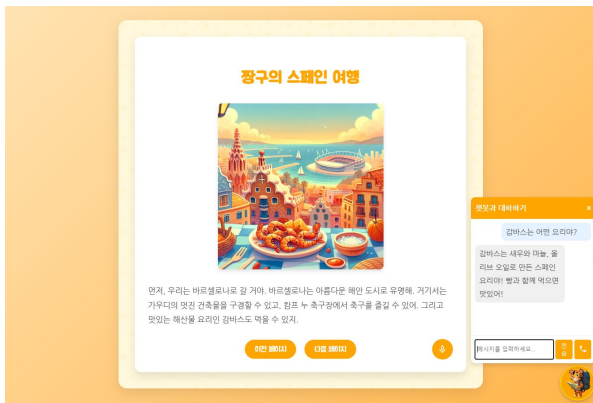 짱구의 스페인 여행
먼저, 우리는 바르셀로나로 갈 거야. 바르셀로나는 아름다운 해안 도시로 유명해. 거기서는
가우디의 멋진 건축물을 구경할 수 있고, 캄프 누 축구장에서 축구를 즐길 수 있어. 그리고
맛있는 해산물 요리인 감바스도 먹을 수 있지.
이전 페이지
다음 페이지
챗봇과 대화하기
×
감바스는 어떤 요리야?
감바스는 새우와 마늘, 올
리브 오일로 만든 스페인
요리야! 빵과 함께 먹으면
맛있어!
메시지를 입력하세요...
전
송